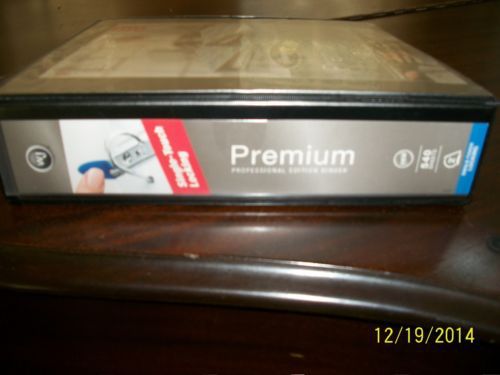 Single-Touch
Locking
Premium
PROFESSIONAL EDITION BINDER
540
12/19/2014